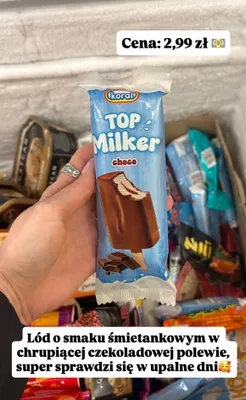 Cena: 2,99 zł 💵
koral
TOP
Milker
choco
Lód o smaku śmietankowym w
chrupiącej czekoladowej polewie,
super sprawdzi się w upalne dni🥰